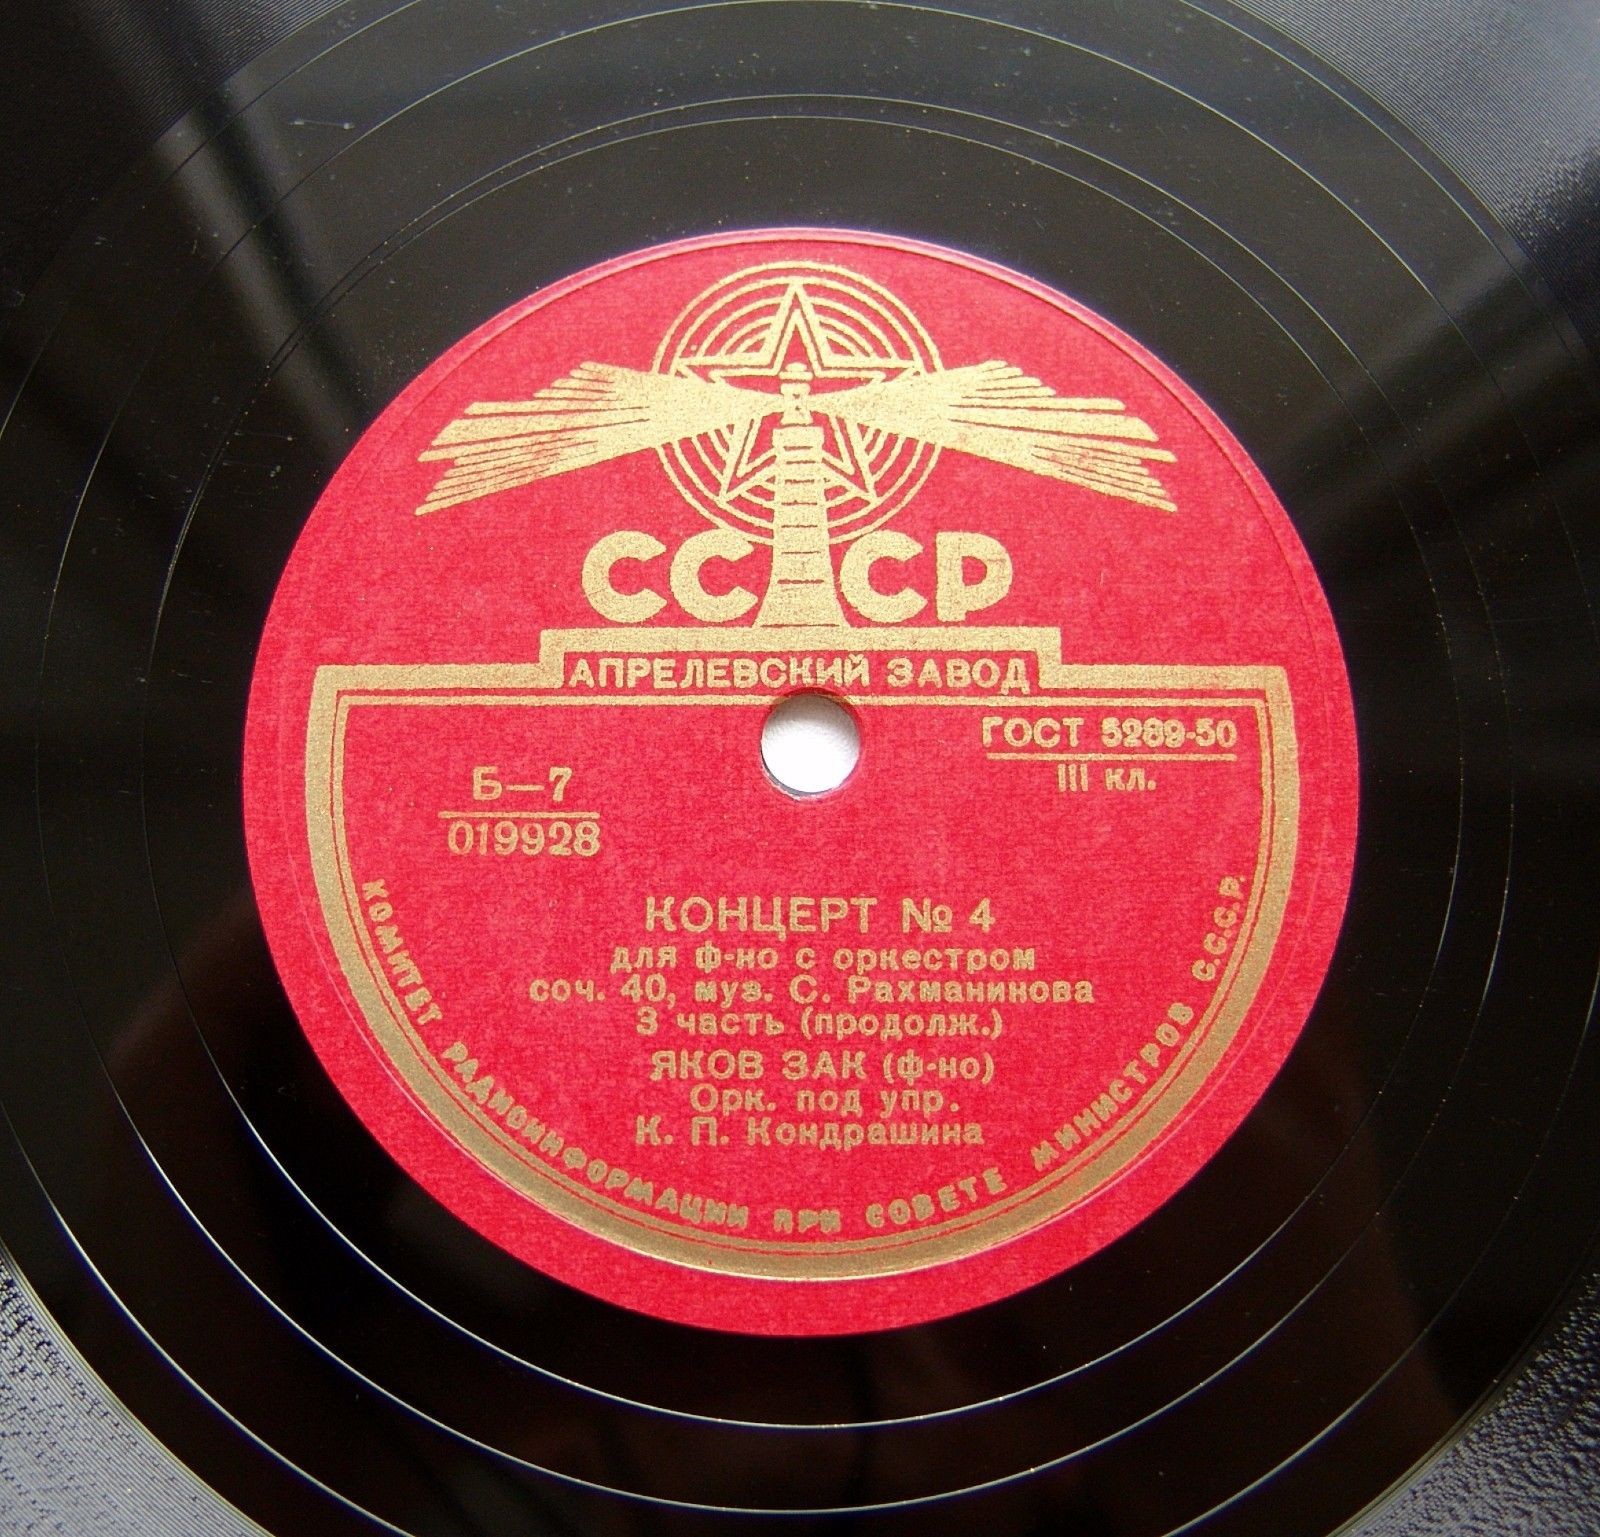 СССР
АПРЕЛЕВСКИЙ ЗАВОД
ГОСТ 5289-50
III кл.
Б—7
019928
КОНЦЕРТ № 4
для ф-но с оркестром
соч. 40, муз. С. Рахманинова
3 часть (продолж.)
ЯКОВ ЗАК (ф-но)
Орк. под упр.
К. П. Кондрашина
КОМИТЕТ РАДИОИНФОРМАЦИИ ПРИ СОВЕТЕ МИНИСТРОВ С.С.С.Р.